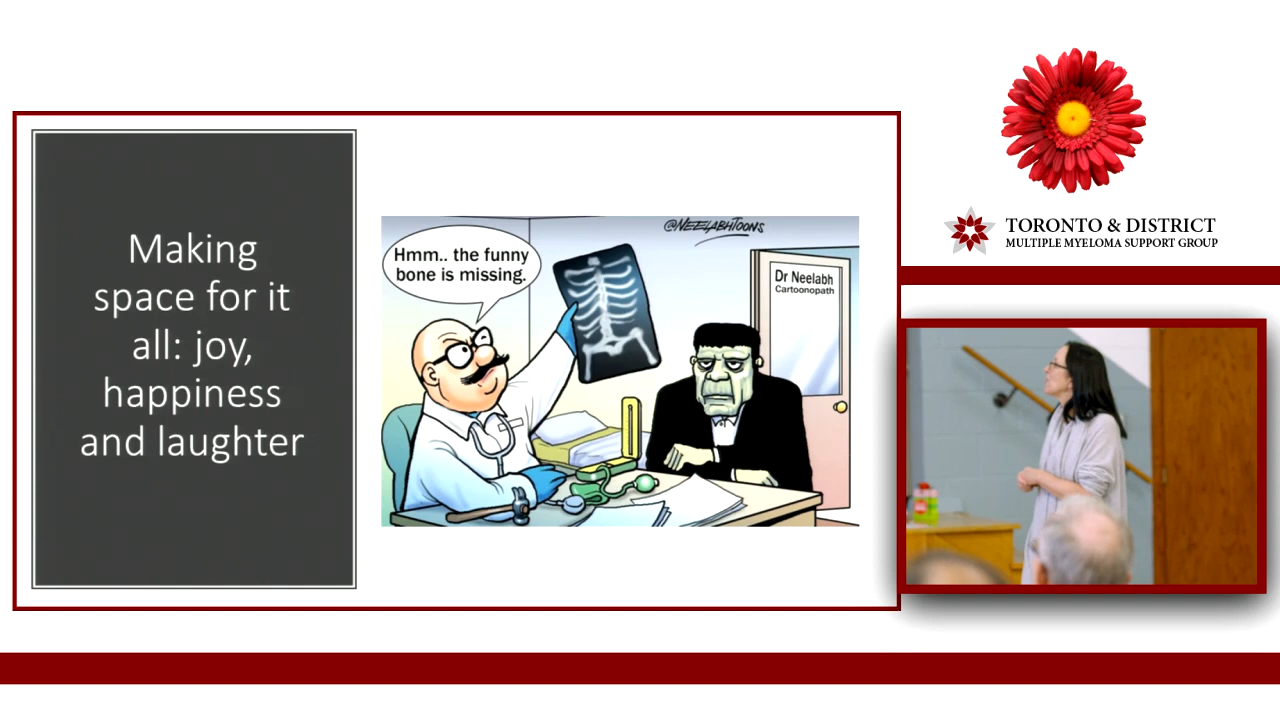 Making
space for it
all: joy,
happiness
and laughter
@NEELABHTOONS
Hmm.. the funny
bone is missing.
Dr Neelabh
Cartoonopath
TORONTO & DISTRICT
MULTIPLE MYELOMA SUPPORT GROUP